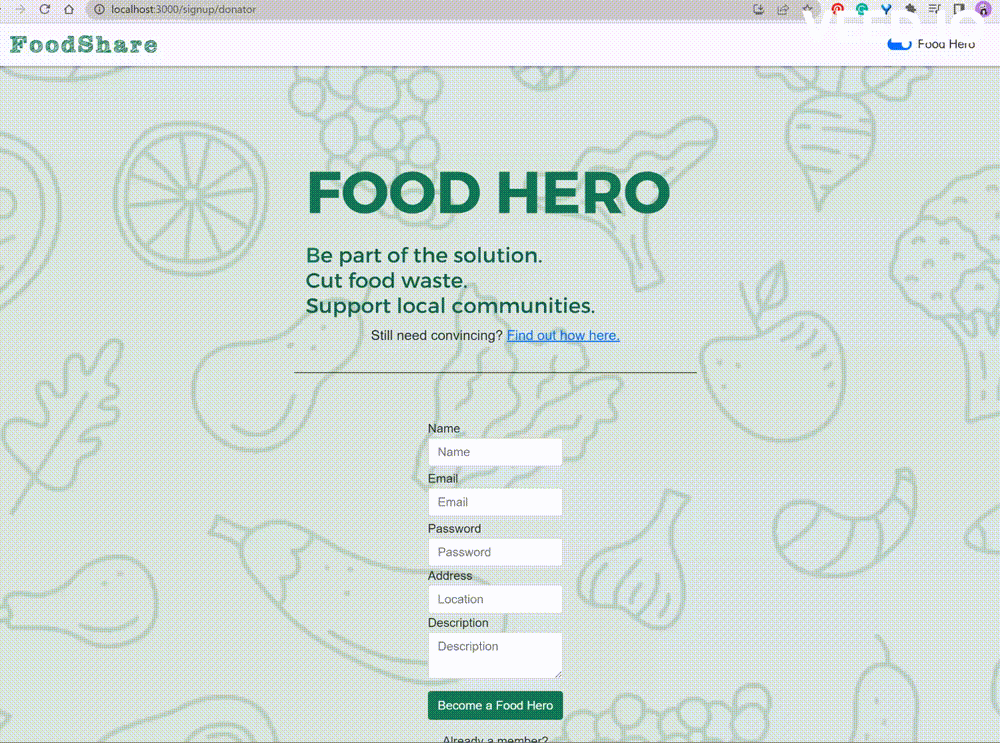 localhost:3000/signup/donator
VEED.IO
FoodShare
Food Hero
FOOD HERO
Be part of the solution.
Cut food waste.
Support local communities.
Still need convincing? Find out how here.
Name
Name
Email
Email
Password
Password
Address
Location
Description
Description
Become a Food Hero
Already a member?